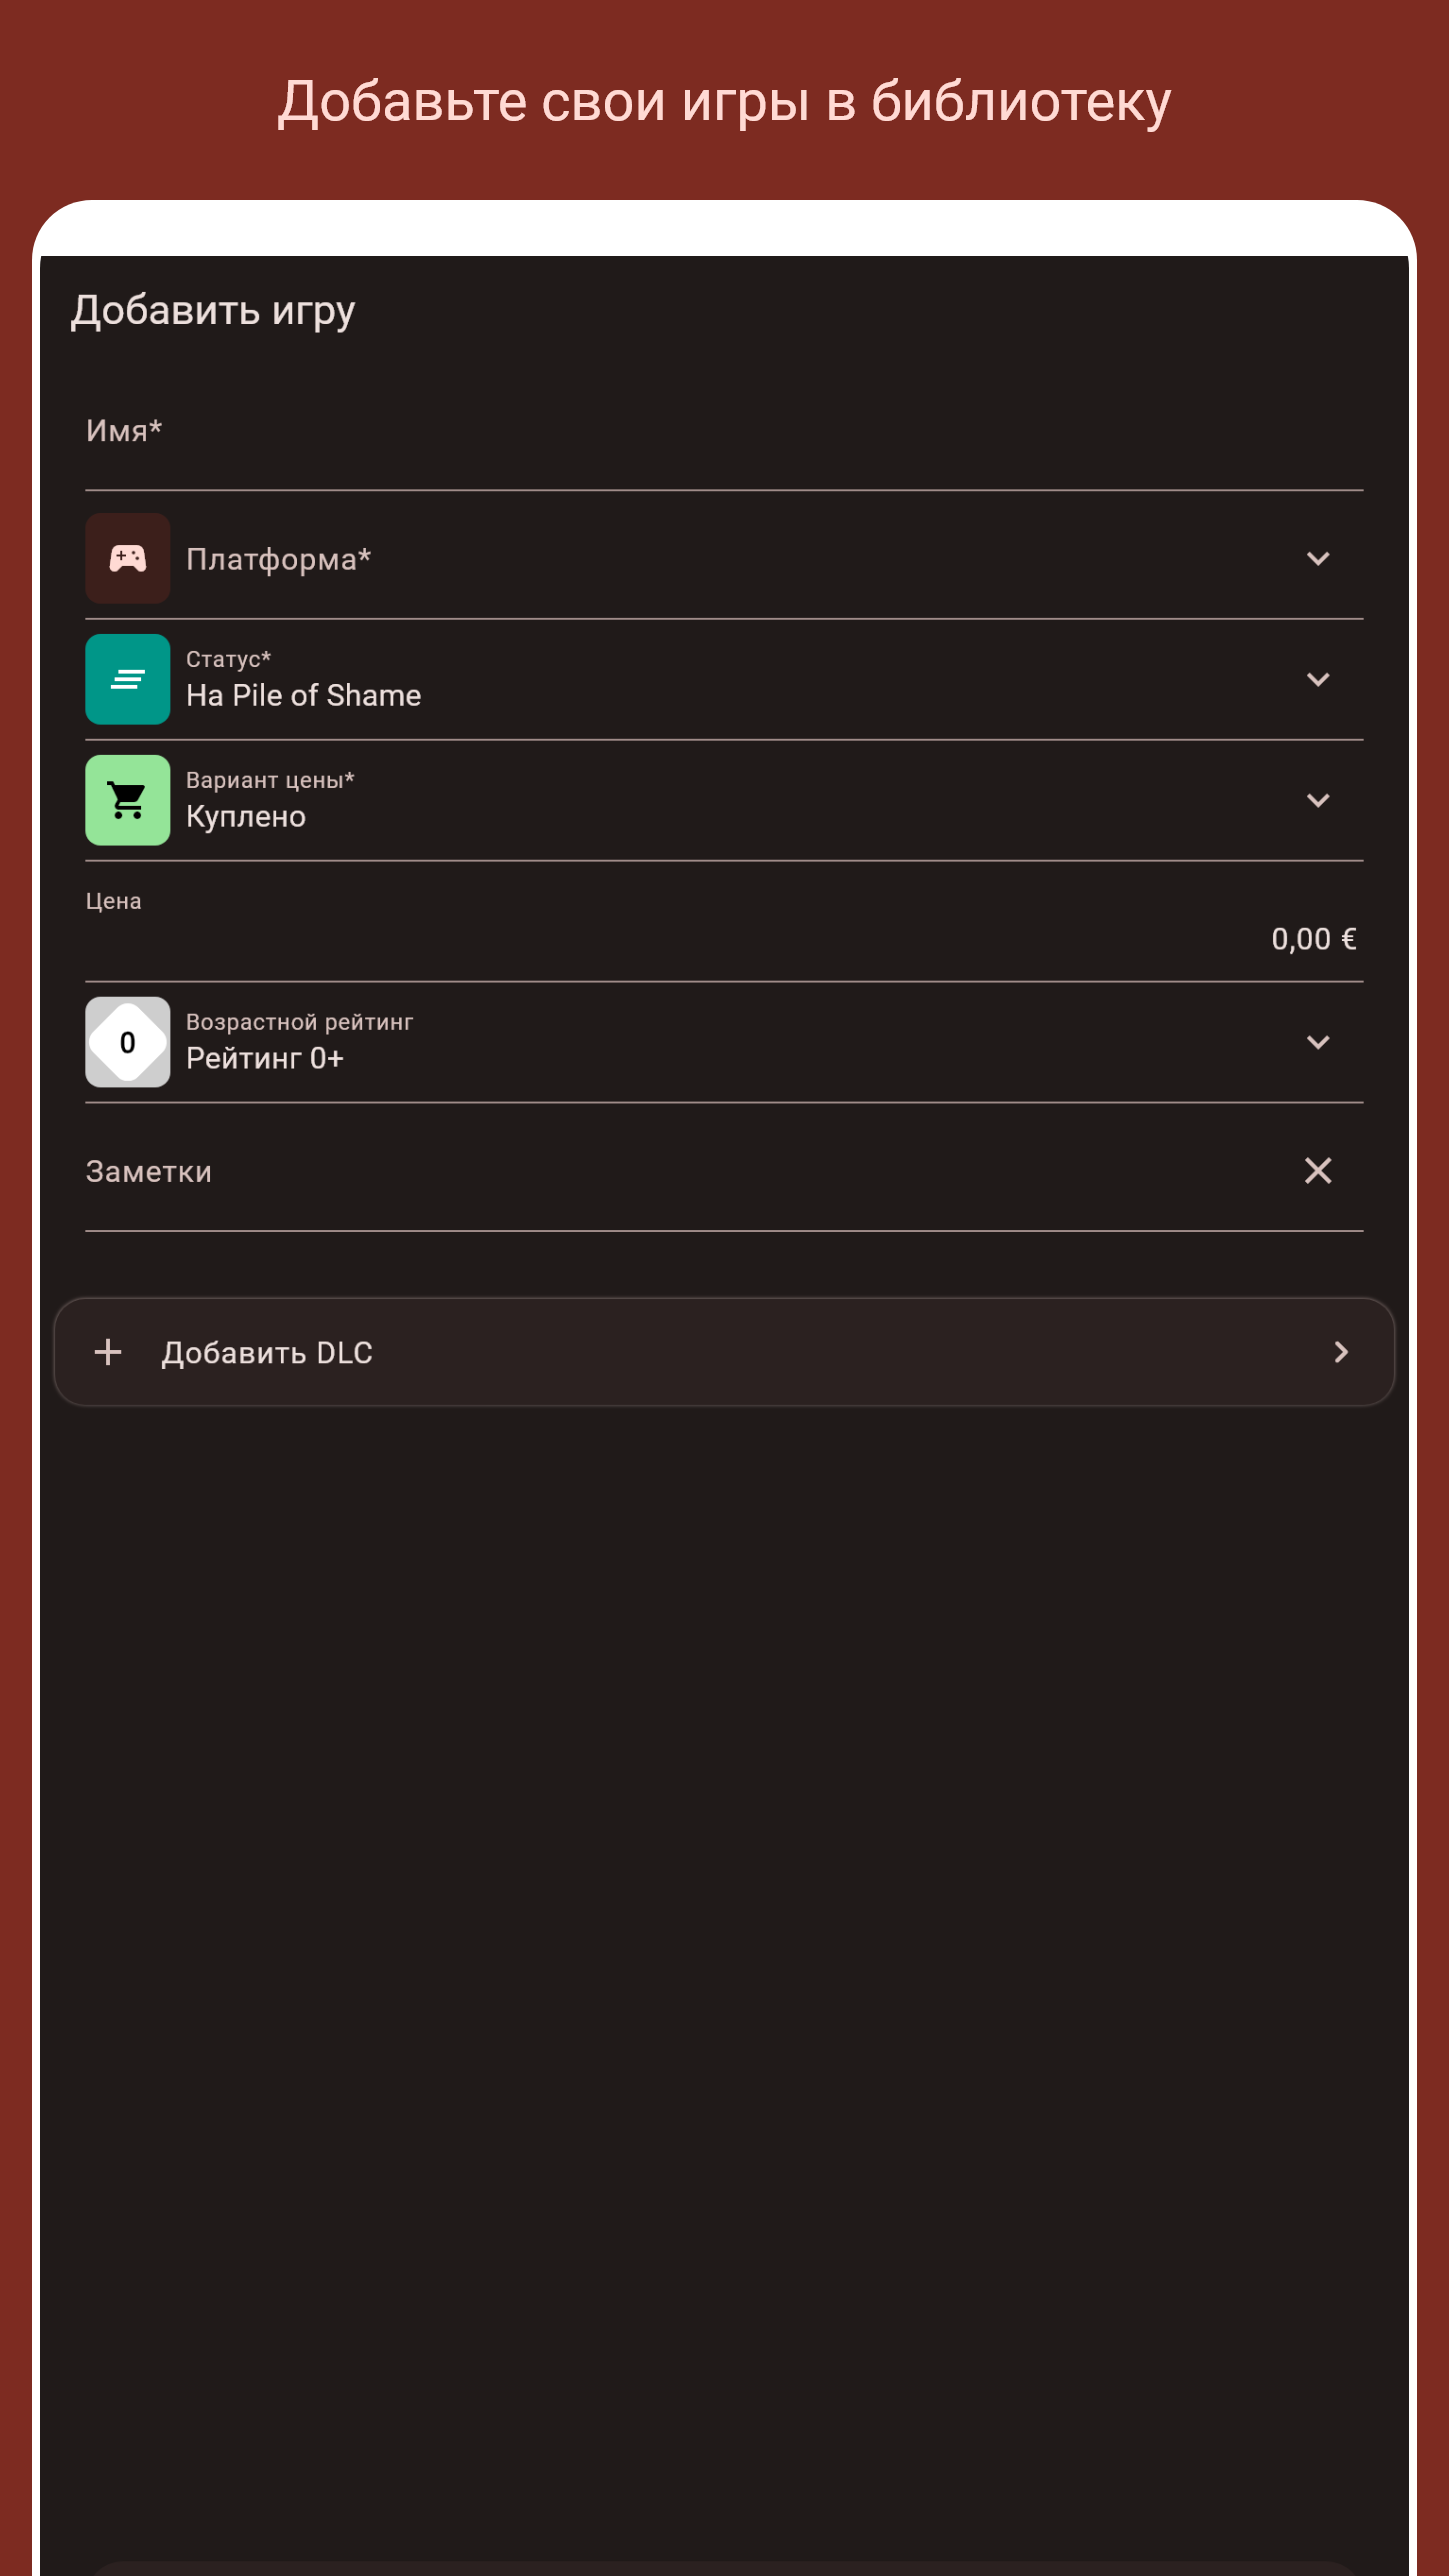 Добавьте свои игры в библиотеку
Добавить игру
Имя*
Платформа*
Статус*
На Pile of Shame
Вариант цены*
Куплено
Цена
0,00 €
0
Возрастной рейтинг
Рейтинг 0+
Заметки
Добавить DLC